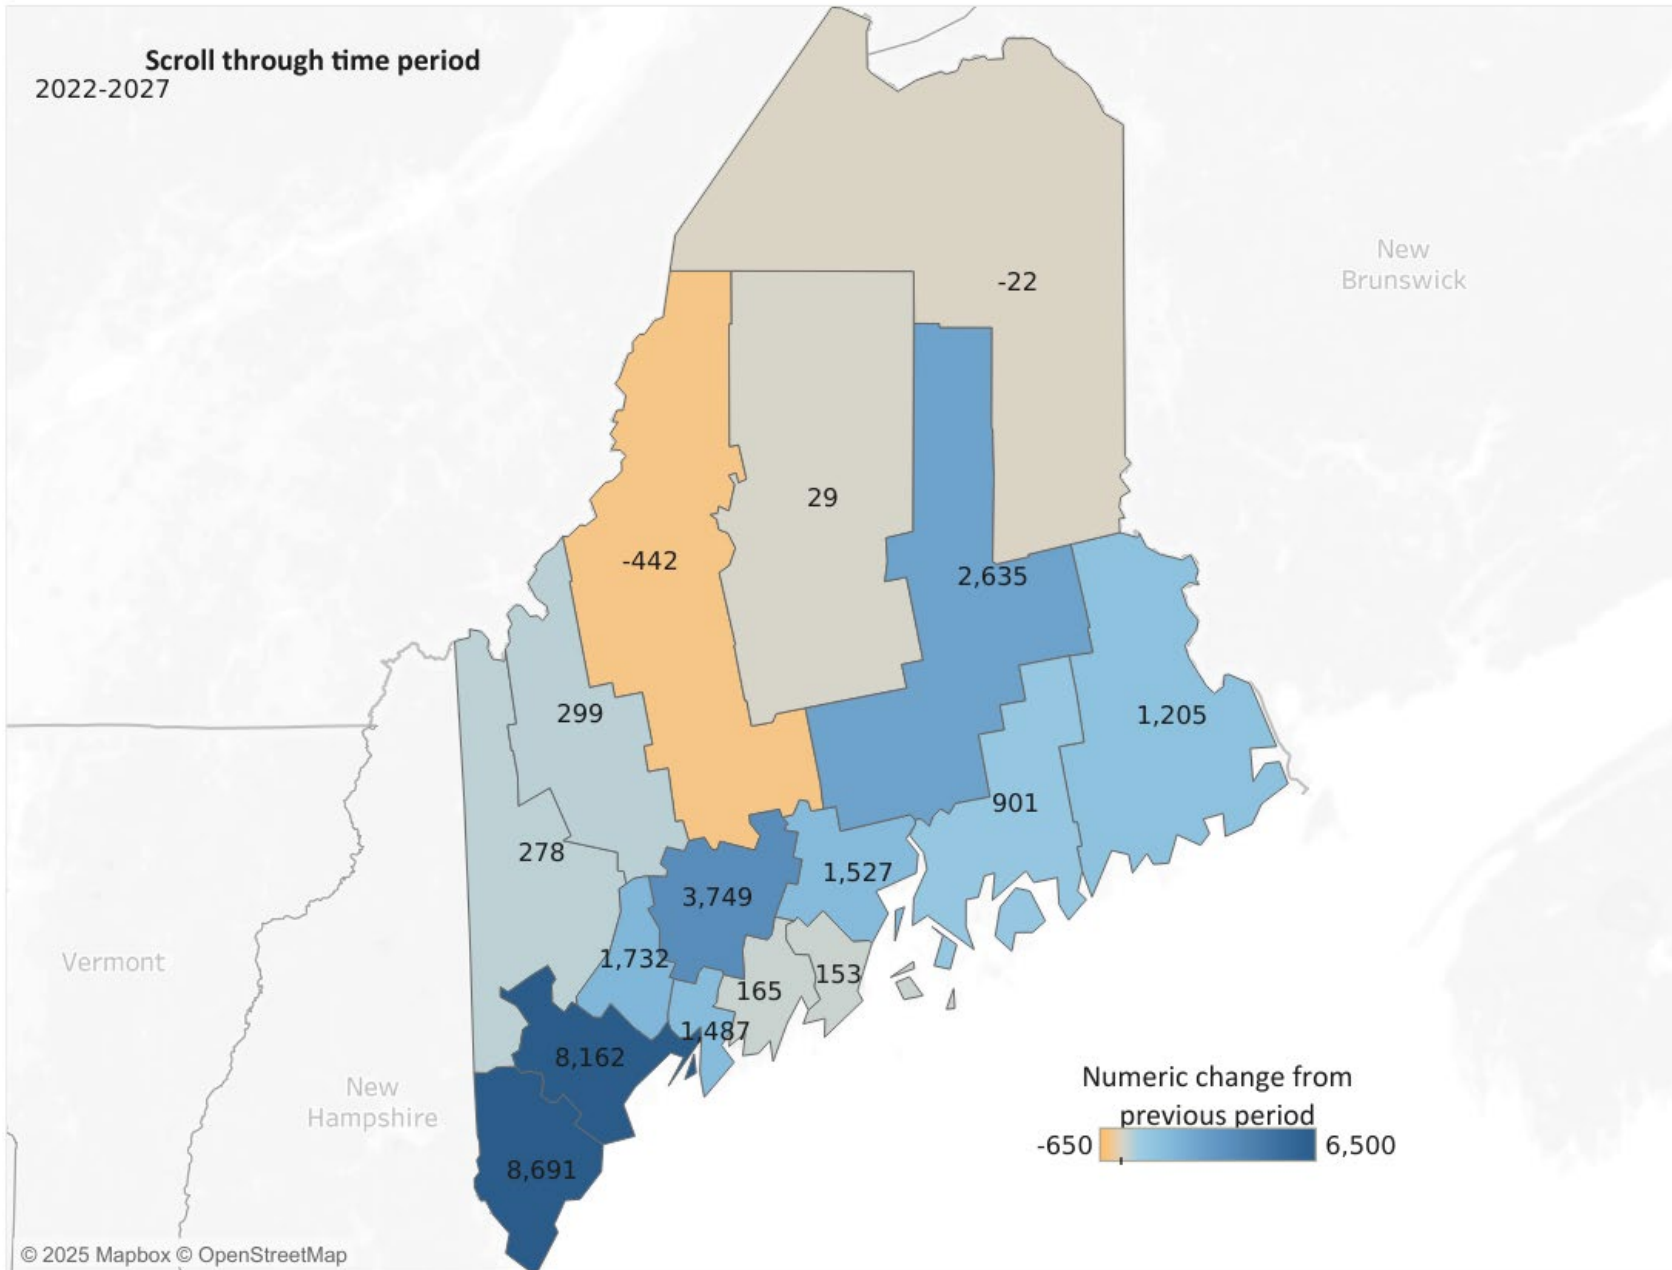 Scroll through time period
2022-2027
New
Brunswick
-22
29
-442
2,635
299
1,205
901
278
1,527
3,749
1,732
153
165
1,487
8,162
Vermont
New
Hampshire
8,691
Numeric change from
previous period
-650
6,500
© 2025 Mapbox © OpenStreetMap